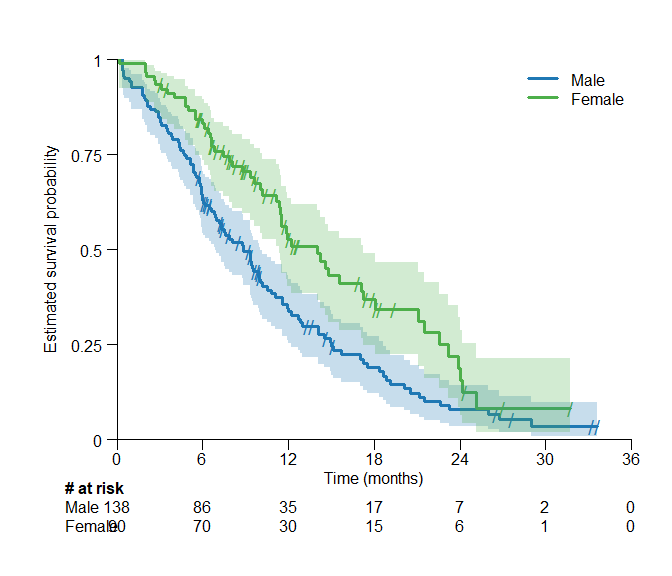 Male
Female
Estimated survival probability
1
0.75
0.5
0.25
0
0 6 12 18 24 30 36
Time (months)
# at risk
Male 138 86 35 17 7 2 0
Female 90 70 30 15 6 1 0